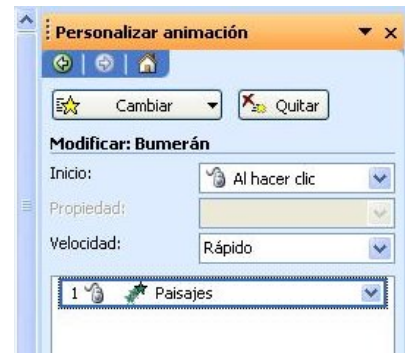 Personalizar animación
Cambiar Quitar
Modificar: Bumerán
Inicio: Al hacer clic
Propiedad:
Velocidad: Rápido
1 Paisajes